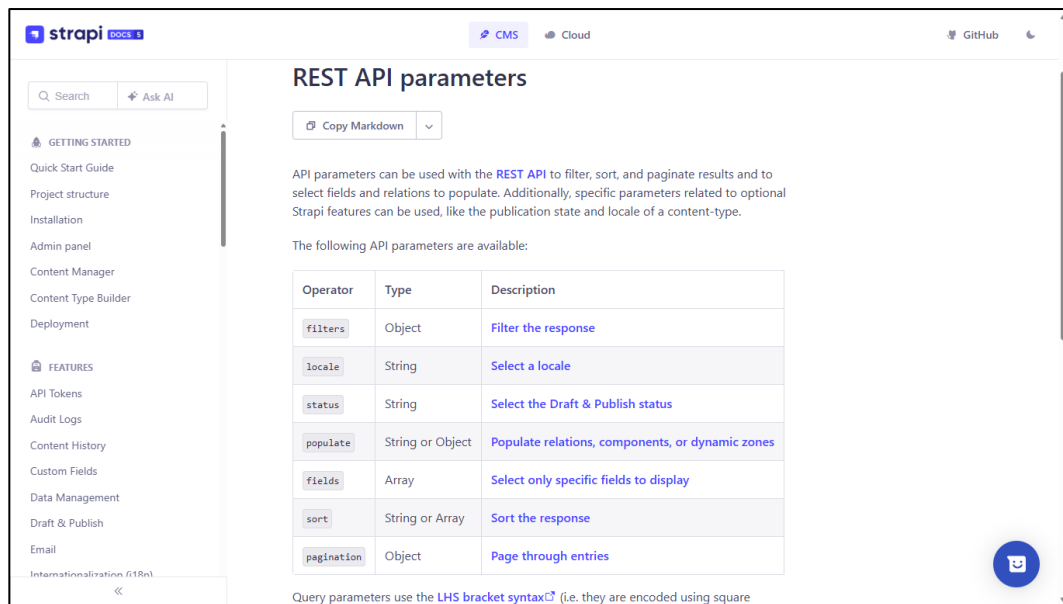 strapi DOCS 5
CMS
Cloud
GitHub
Search
Ask AI
GETTING STARTED
Quick Start Guide
Project structure
Installation
Admin panel
Content Manager
Content Type Builder
Deployment
FEATURES
API Tokens
Audit Logs
Content History
Custom Fields
Data Management
Draft & Publish
Email
Internationalization (i18n)
«
REST API parameters
Copy Markdown
API parameters can be used with the REST API to filter, sort, and paginate results and to
select fields and relations to populate. Additionally, specific parameters related to optional
Strapi features can be used, like the publication state and locale of a content-type.
The following API parameters are available:
Operator Type Description
filters Object Filter the response
locale String Select a locale
status String Select the Draft & Publish status
populate String or Object Populate relations, components, or dynamic zones
fields Array Select only specific fields to display
sort String or Array Sort the response
pagination Object Page through entries
Query parameters use the LHS bracket syntax (i.e. they are encoded using square